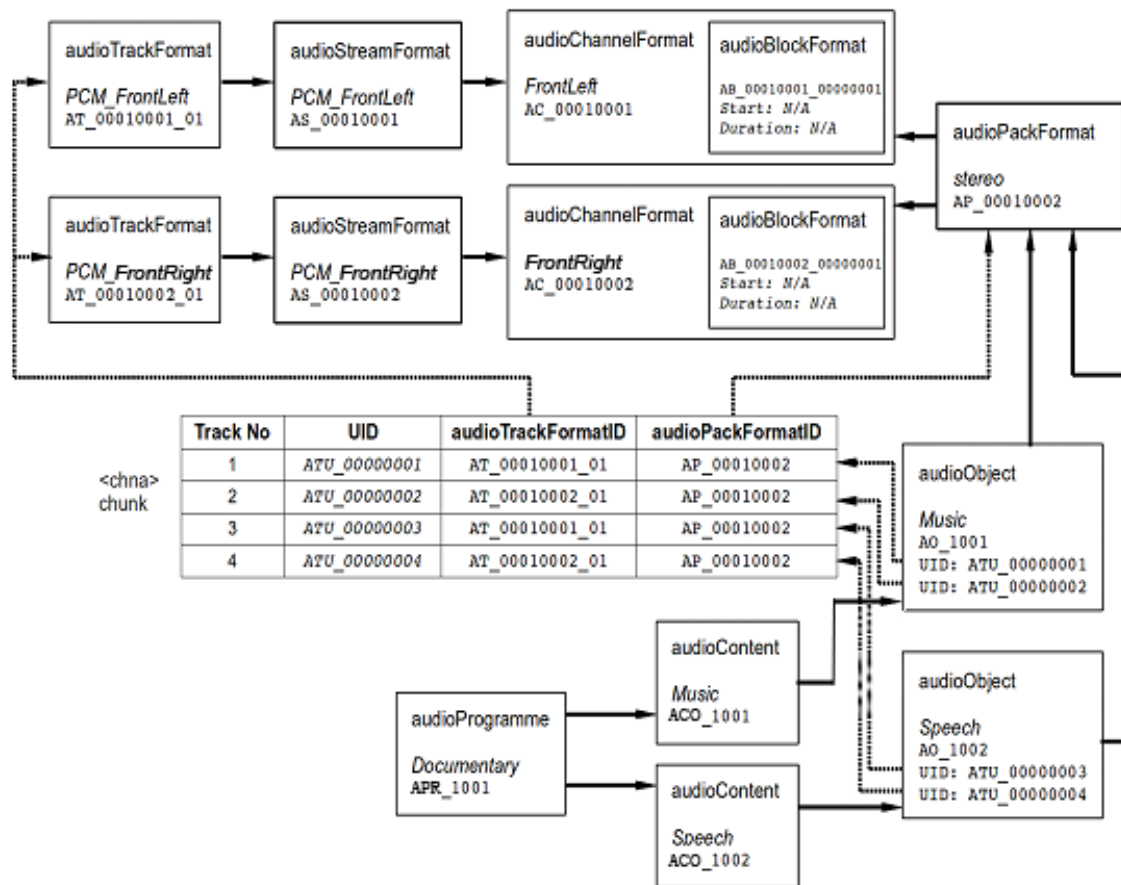 audioTrackFormat
PCM_FrontLeft
AT_00010001_01
audioStreamFormat
PCM_FrontLeft
AS_00010001
audioChannelFormat
FrontLeft
AC_00010001
audioBlockFormat
AB_00010001_00000001
Start: N/A
Duration: N/A
audioPackFormat
stereo
AP_00010002
audioTrackFormat
PCM_FrontRight
AT_00010002_01
audioStreamFormat
PCM_FrontRight
AS_00010002
audioChannelFormat
FrontRight
AC_00010002
audioBlockFormat
AB_00010002_00000001
Start: N/A
Duration: N/A
<chna>
chunk
Track No UID audioTrackFormatID audioPackFormatID
1 ATU_00000001 AT_00010001_01 AP_00010002
2 ATU_00000002 AT_00010002_01 AP_00010002
3 ATU_00000003 AT_00010001_01 AP_00010002
4 ATU_00000004 AT_00010002_01 AP_00010002
audioObject
Music
AO_1001
UID: ATU_00000001
UID: ATU_00000002
audioProgramme
Documentary
APR_1001
audioContent
Music
ACO_1001
audioContent
Speech
ACO_1002
audioObject
Speech
AO_1002
UID: ATU_00000003
UID: ATU_00000004